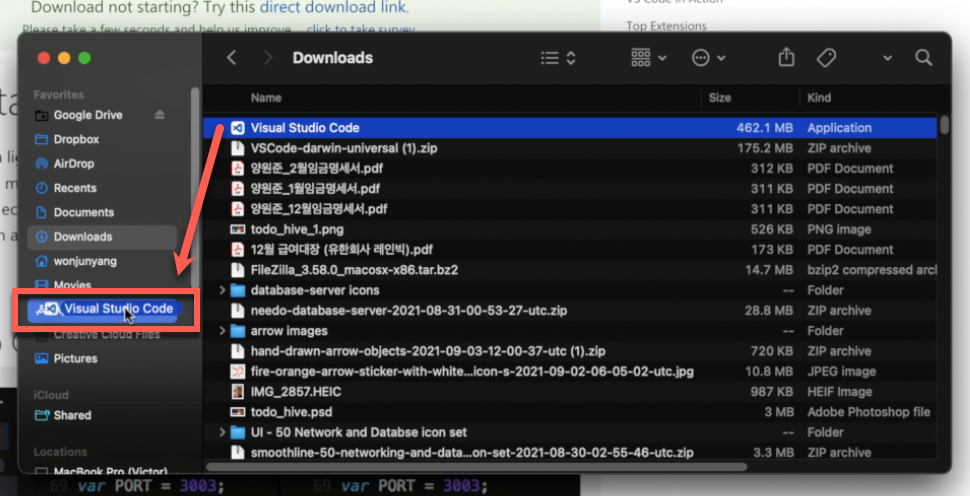 Download not starting? Try this direct download link.
Please take a few seconds and help us improve ... click to take survey.
VS Code in Action
Top Extensions
Downloads
Favorites
Google Drive
Dropbox
AirDrop
Recents
Documents
Downloads
wonjunyang
Movies
Visual Studio Code
Creative Cloud Files
Pictures
iCloud
Shared
Locations
MacBook Pro (Victor)
Name Size Kind
Visual Studio Code 462.1 MB Application
VSCode-darwin-universal (1).zip 175.2 MB ZIP archive
양원준_2월임금명세서.pdf 312 KB PDF Document
양원준_1월임금명세서.pdf 311 KB PDF Document
양원준_12월임금명세서.pdf 311 KB PDF Document
todo_hive_1.png 526 KB PNG image
12월 급여대장 (유한회사 레인빅).pdf 173 KB PDF Document
FileZilla_3.58.0_macosx-x86.tar.bz2 14.7 MB bzip2 compressed arcl
database-server icons -- Folder
needo-database-server-2021-08-31-00-53-27-utc.zip 28.8 MB ZIP archive
arrow images -- Folder
hand-drawn-arrow-objects-2021-09-03-12-00-37-utc (1).zip 720 KB ZIP archive
fire-orange-arrow-sticker-with-white...icon-s-2021-09-02-06-05-02-utc.jpg 10.8 MB JPEG image
IMG_2857.HEIC 987 KB HEIF Image
todo_hive.psd 3 MB Adobe Photoshop file
UI - 50 Network and Databse icon set -- Folder
smoothline-50-networking-and-data...on-set-2021-08-30-02-55-46-utc.zip 3.3 MB ZIP archive
69 var PORT = 3003;
69 var PORT = 3003;